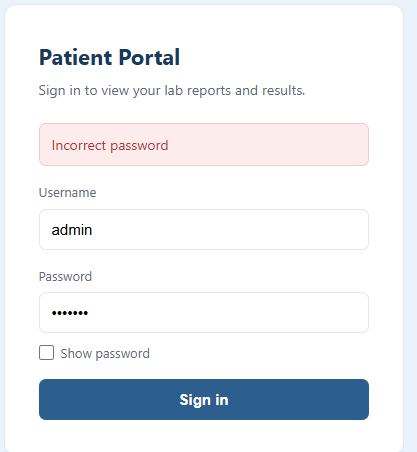 Patient Portal
Sign in to view your lab reports and results.
Incorrect password
Username
admin
Password
•••••••
Show password
Sign in